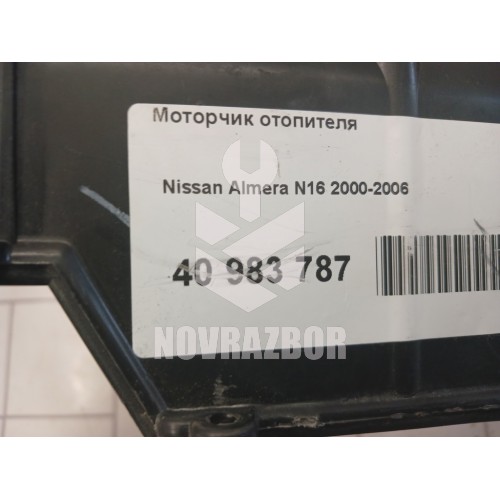 Моторчик отопителя
Nissan Almera N16 2000-2006
40 983 787
NOVRAZBOR